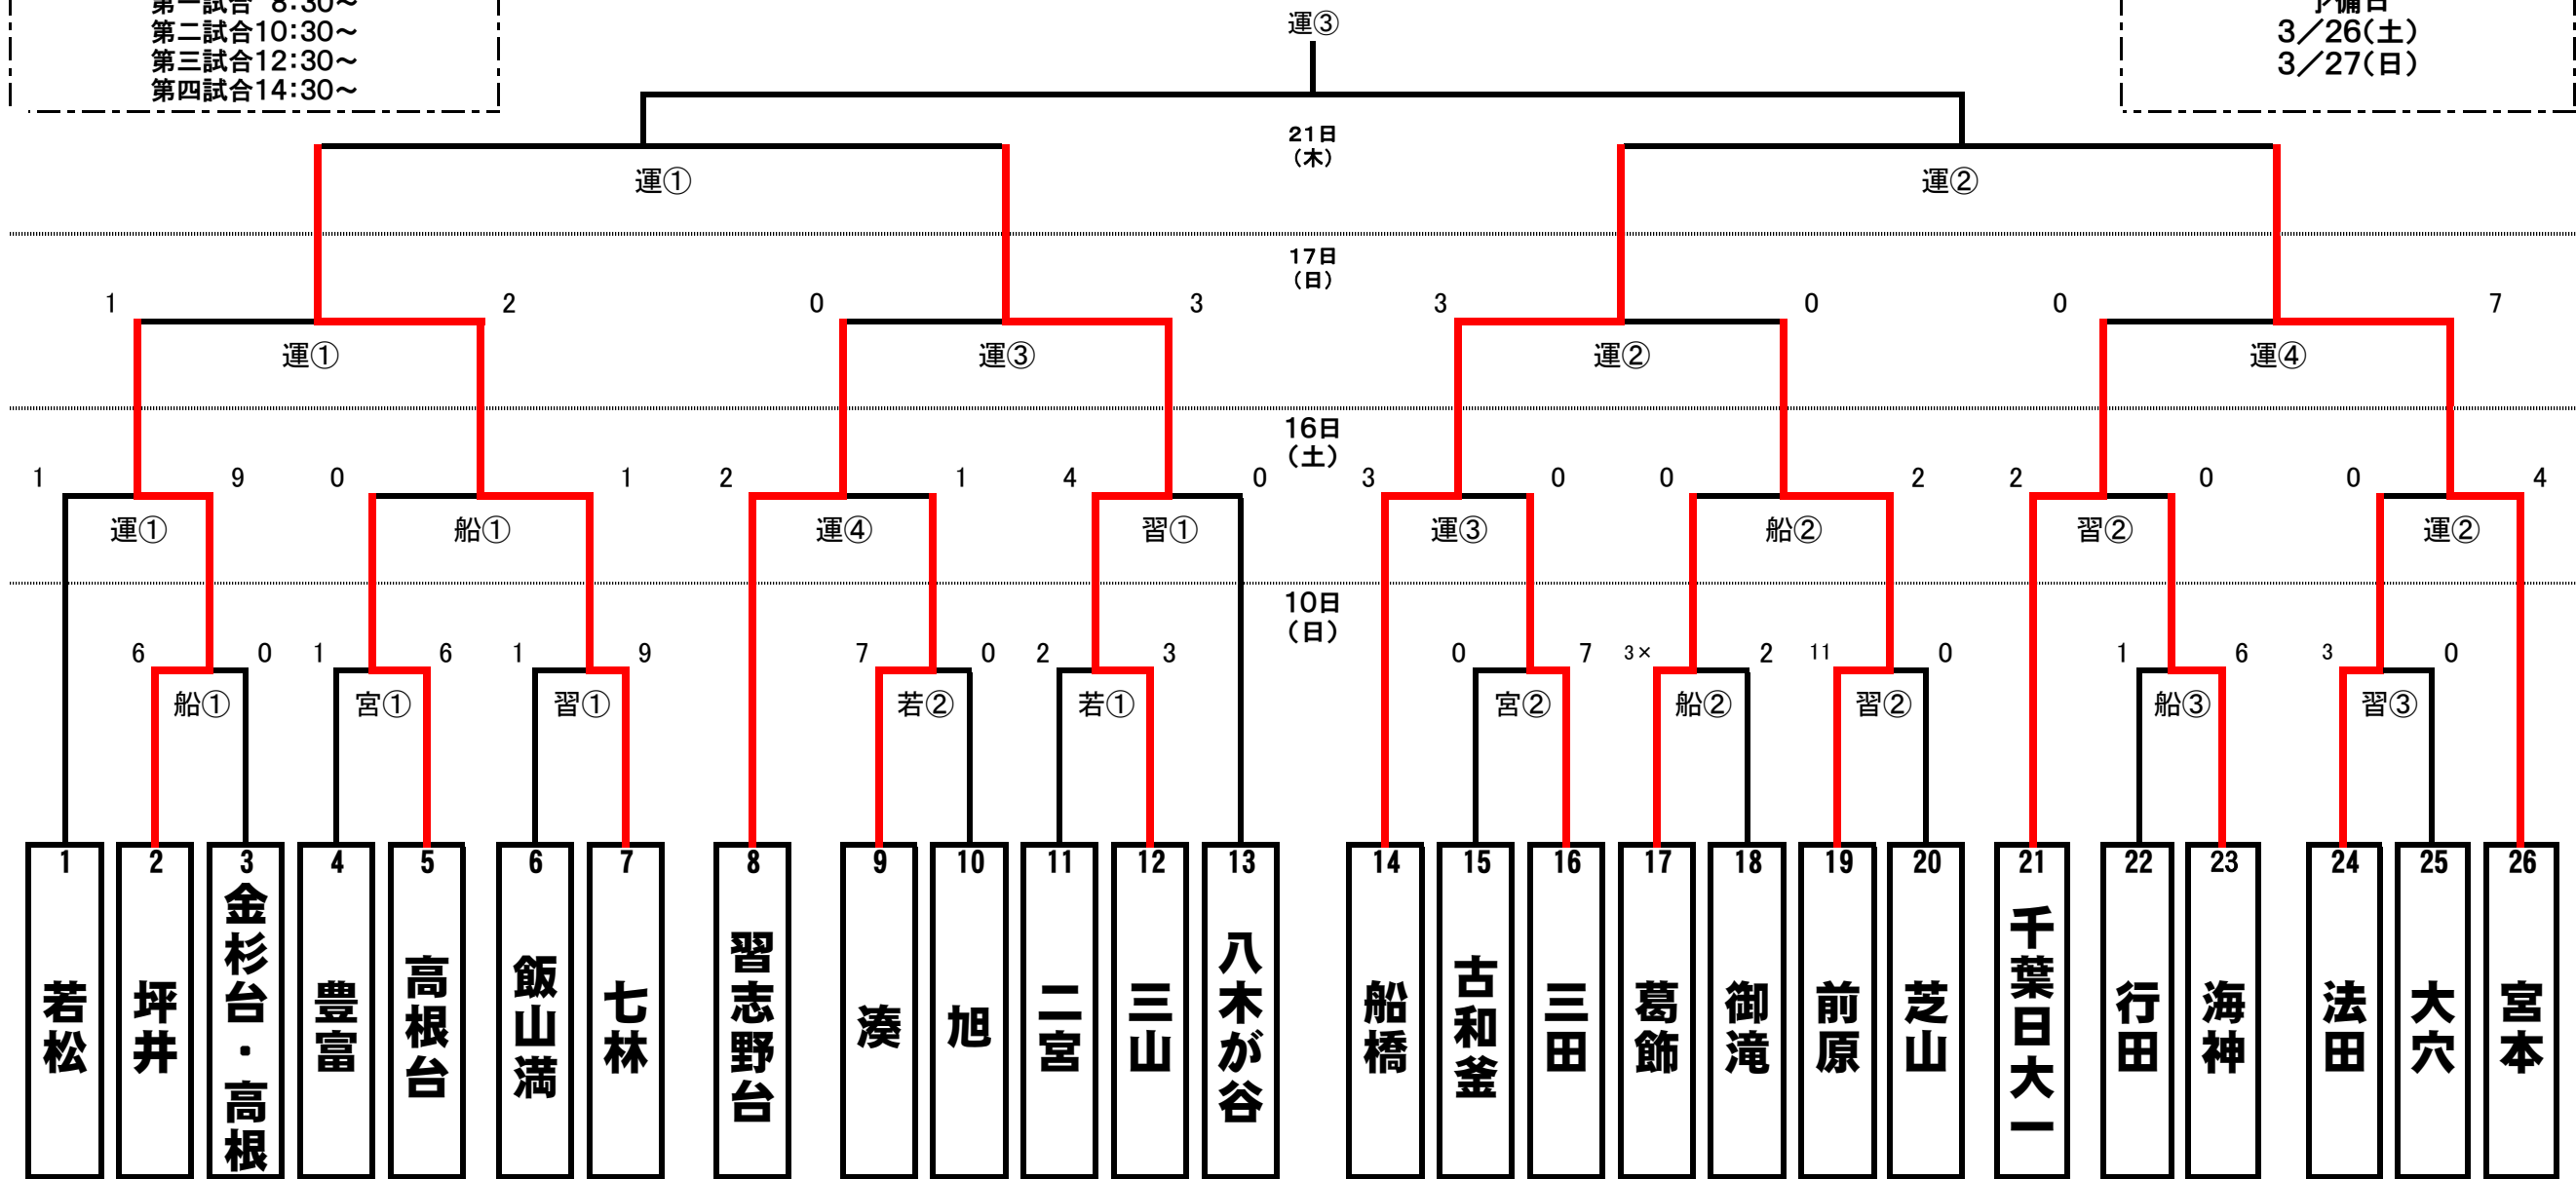 第一試合 8:30～
第二試合10:30～
第三試合12:30～
第四試合14:30～
運③
予備日
3／26(土)
3／27(日)
21日
(木)
運① 運②
17日
(日)
1 2 0 3 3 0 0 7
運① 運③ 運② 運④
16日
(土)
1 9 0 1 2 1 4 0 3 0 0 2 2 0 0 4
運① 船① 運④ 習① 運③ 船② 習② 運②
10日
(日)
6 0 1 6 1 9 7 0 2 3 0 7 3× 2 11 0 1 6 3 0
船① 宮① 習① 若② 若① 宮② 船② 習② 船③ 習③
1 若松
2 坪井
3 金杉台・高根
4 豊富
5 高根台
6 飯山満
7 七林
8 習志野台
9 湊
10 旭
11 二宮
12 三山
13 八木が谷
14 船橋
15 古和釜
16 三田
17 葛飾
18 御滝
19 前原
20 芝山
21 千葉日大一
22 行田
23 海神
24 法田
25 大穴
26 宮本